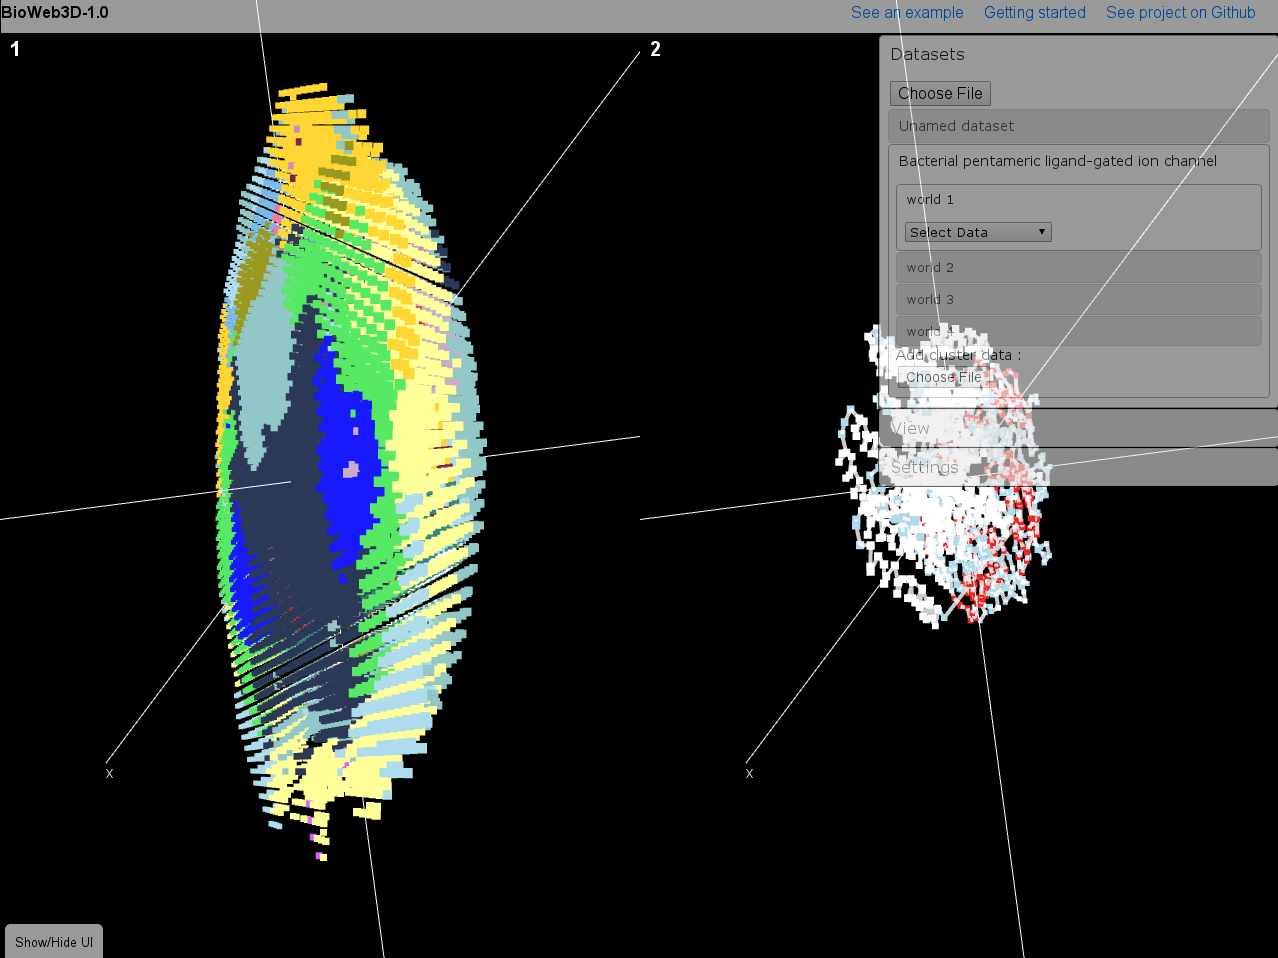 BioWeb3D-1.0
See an example Getting started See project on Github
1
2
Datasets
Choose File
Unamed dataset
Bacterial pentameric ligand-gated ion channel
world 1
Select Data
world 2
world 3
world 4
Add cluster data :
Choose File
View
Settings
X
X
Show/Hide UI